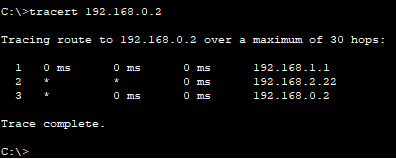 C:\>tracert 192.168.0.2
Tracing route to 192.168.0.2 over a maximum of 30 hops:
1 0 ms 0 ms 0 ms 192.168.1.1
2 * * 0 ms 192.168.2.22
3 * 0 ms 0 ms 192.168.0.2
Trace complete.
C:\>